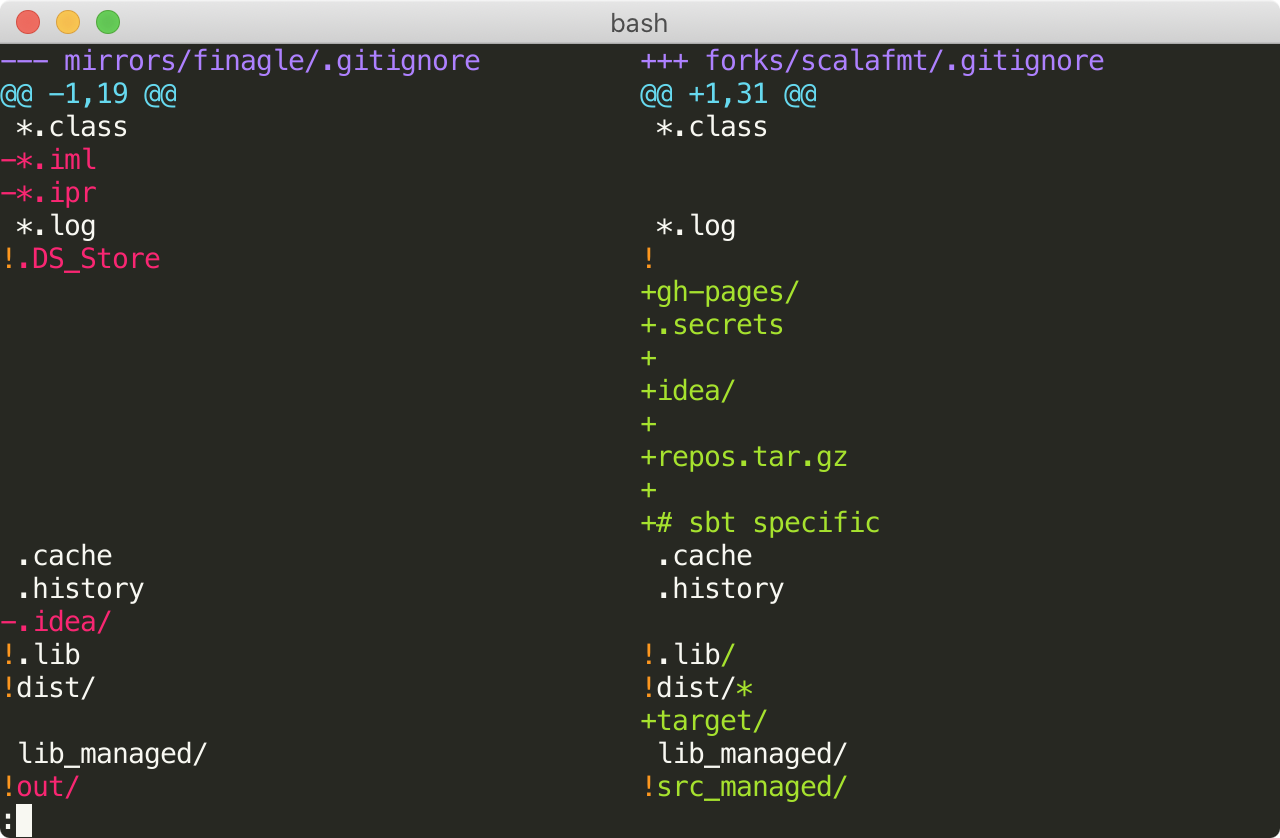 bash
--- mirrors/finagle/.gitignore +++ forks/scalafmt/.gitignore
@@ -1,19 @@ @@ +1,31 @@
*.class *.class
-*.iml
-*.ipr
*.log *.log
!.DS_Store !
+gh-pages/
+.secrets
+
+idea/
+
+repos.tar.gz
+
+# sbt specific
.cache .cache
.history .history
-.idea/
!.lib !.lib/
!dist/ !dist/*
+target/
lib_managed/ lib_managed/
!out/ !src_managed/
: